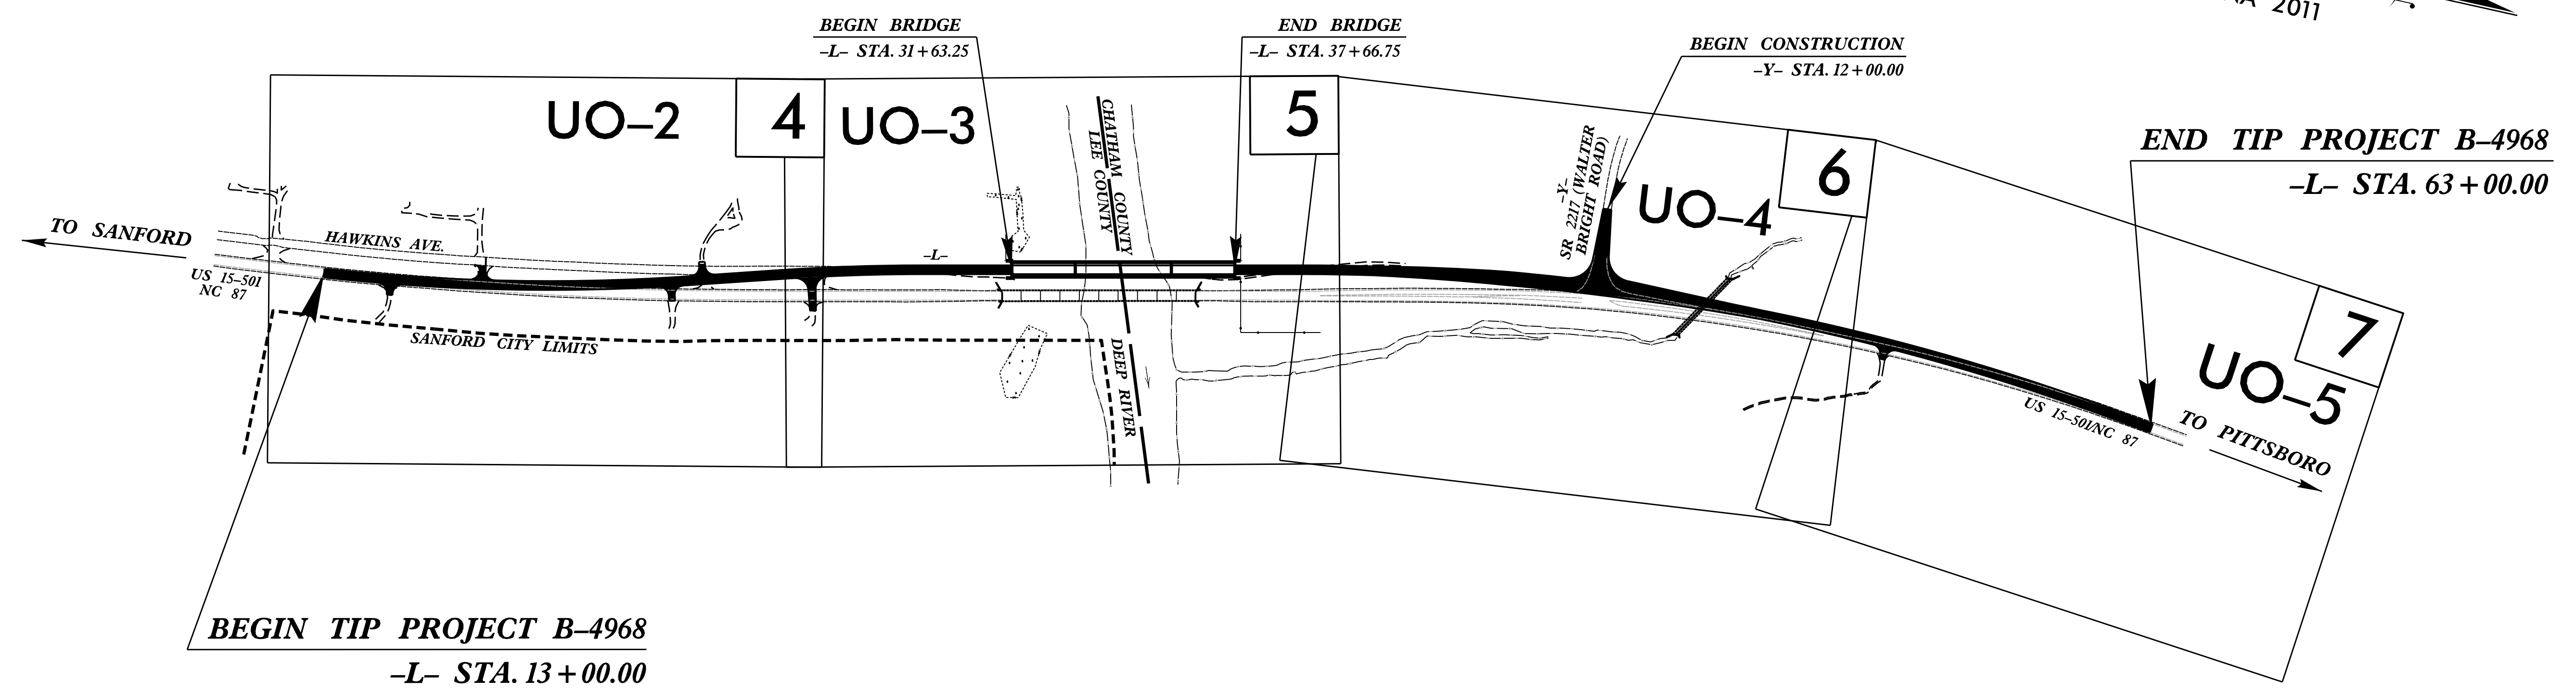 NA 2011
BEGIN BRIDGE
–L– STA. 31+63.25
END BRIDGE
–L– STA. 37+66.75
BEGIN CONSTRUCTION
–Y– STA. 12+00.00
UO–2
4
UO–3
5
6
UO–4
END TIP PROJECT B–4968
–L– STA. 63+00.00
CHATHAM COUNTY
LEE COUNTY
–Y–
SR 2217 (WALTER
BRIGHT ROAD)
TO SANFORD
HAWKINS AVE.
US 15–501
NC 87
–L–
SANFORD CITY LIMITS
DEEP RIVER
7
UO–5
US 15–501/NC 87
TO PITTSBORO
BEGIN TIP PROJECT B–4968
–L– STA. 13+00.00